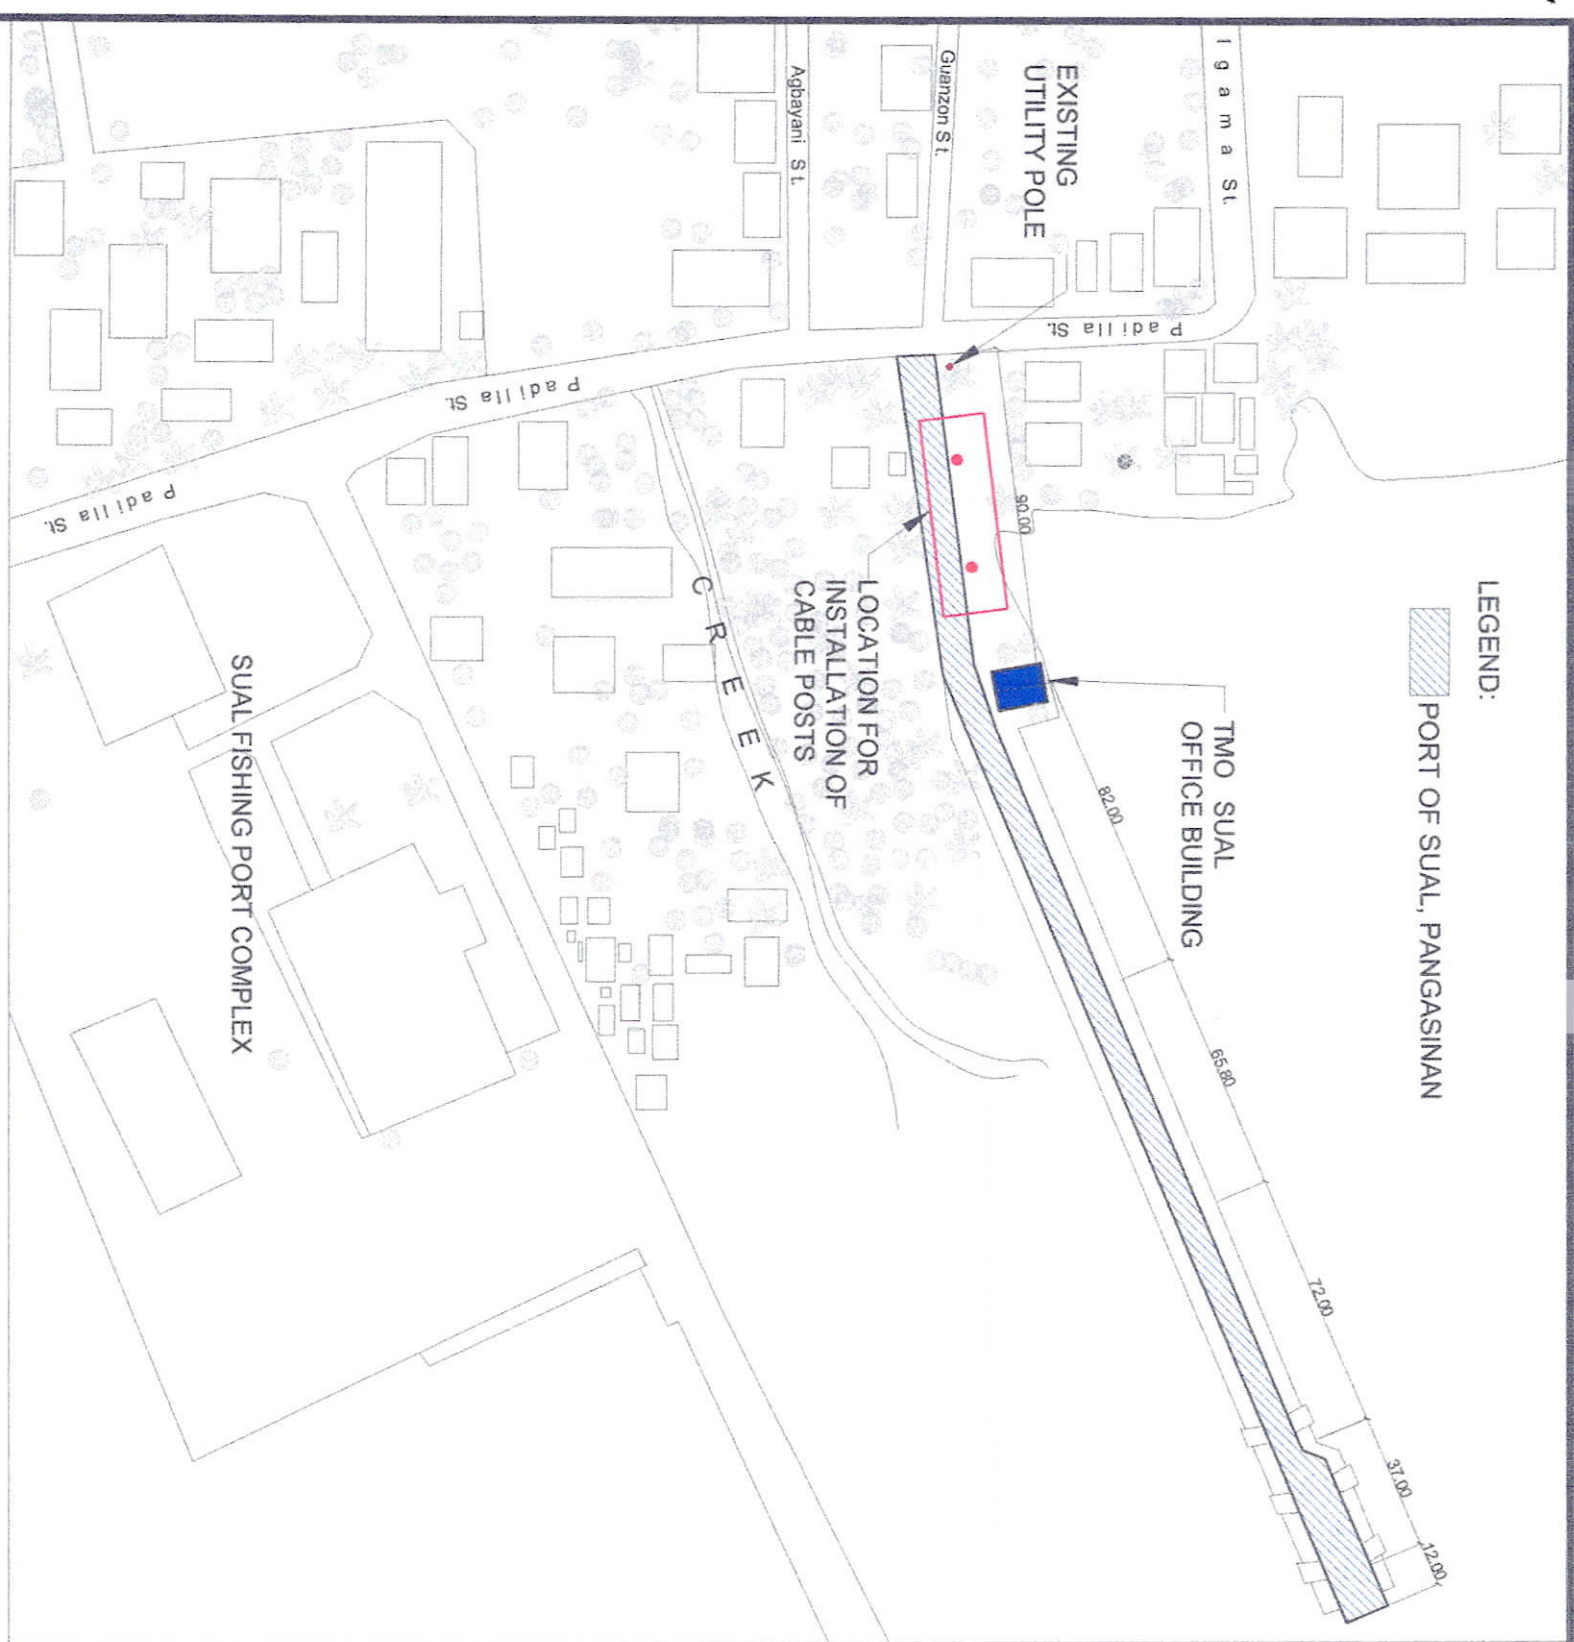 LEGEND:
PORT OF SUAL, PANGASINAN
Igama St.
EXISTING
UTILITY POLE
Guanzon St.
Agbayani St.
Padilla St.
Padilla St.
Padilla St.
90.00
TMO SUAL
OFFICE BUILDING
82.00
65.80
72.00
37.00
12.00
LOCATION FOR
INSTALLATION OF
CABLE POSTS
CREEK
SUAL FISHING PORT COMPLEX